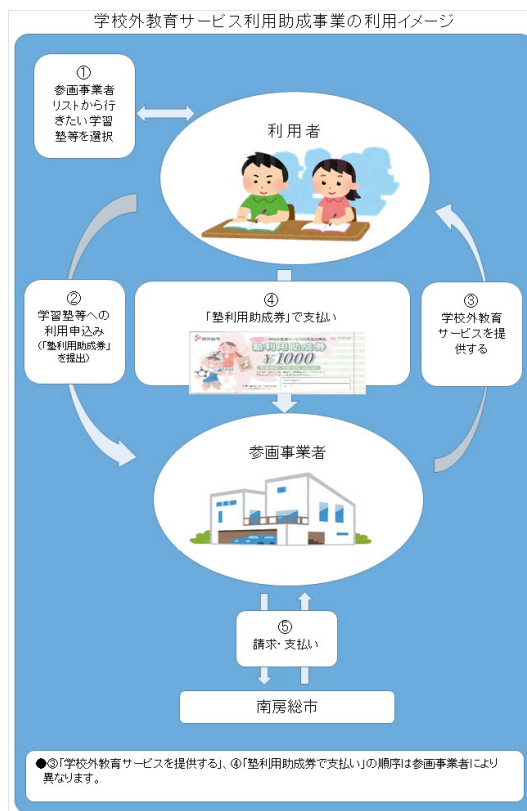 学校外教育サービス利用助成事業の利用イメージ
①
参画事業者
リストから行
きたい学習
塾等を選択
利用者
②
学習塾等への
利用申込み
(「塾利用助成券」
を提出)
④
「塾利用助成券」で支払い
塾利用助成券
¥1000
③
学校外教育
サービスを提
供する
参画事業者
⑤
請求・支払い
南房総市
●③「学校外教育サービスを提供する」、④「塾利用助成券で支払い」の順序は参画事業者により
異なります。